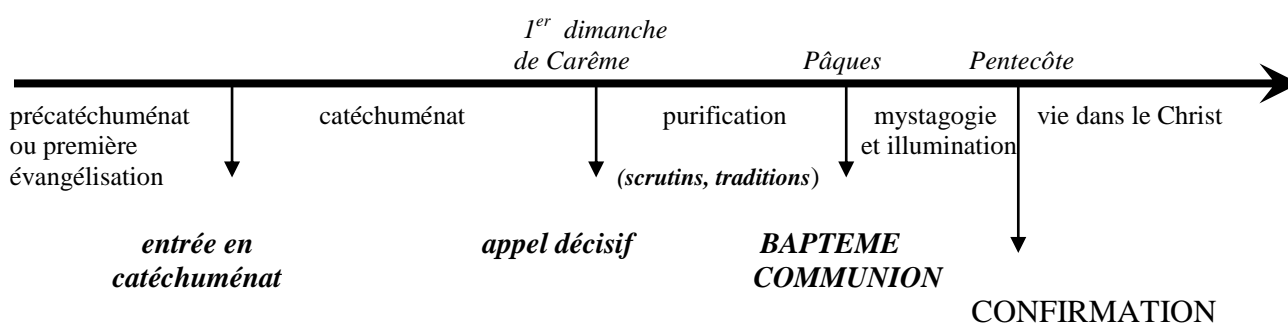 1er dimanche
de Carême
Pâques
Pentecôte
précatéchuménat
ou première
évangélisation
catéchuménat
purification
mystagogie
et illumination
vie dans le Christ
(scrutins, traditions)
entrée en
catéchuménat
appel décisif
BAPTEME
COMMUNION
CONFIRMATION